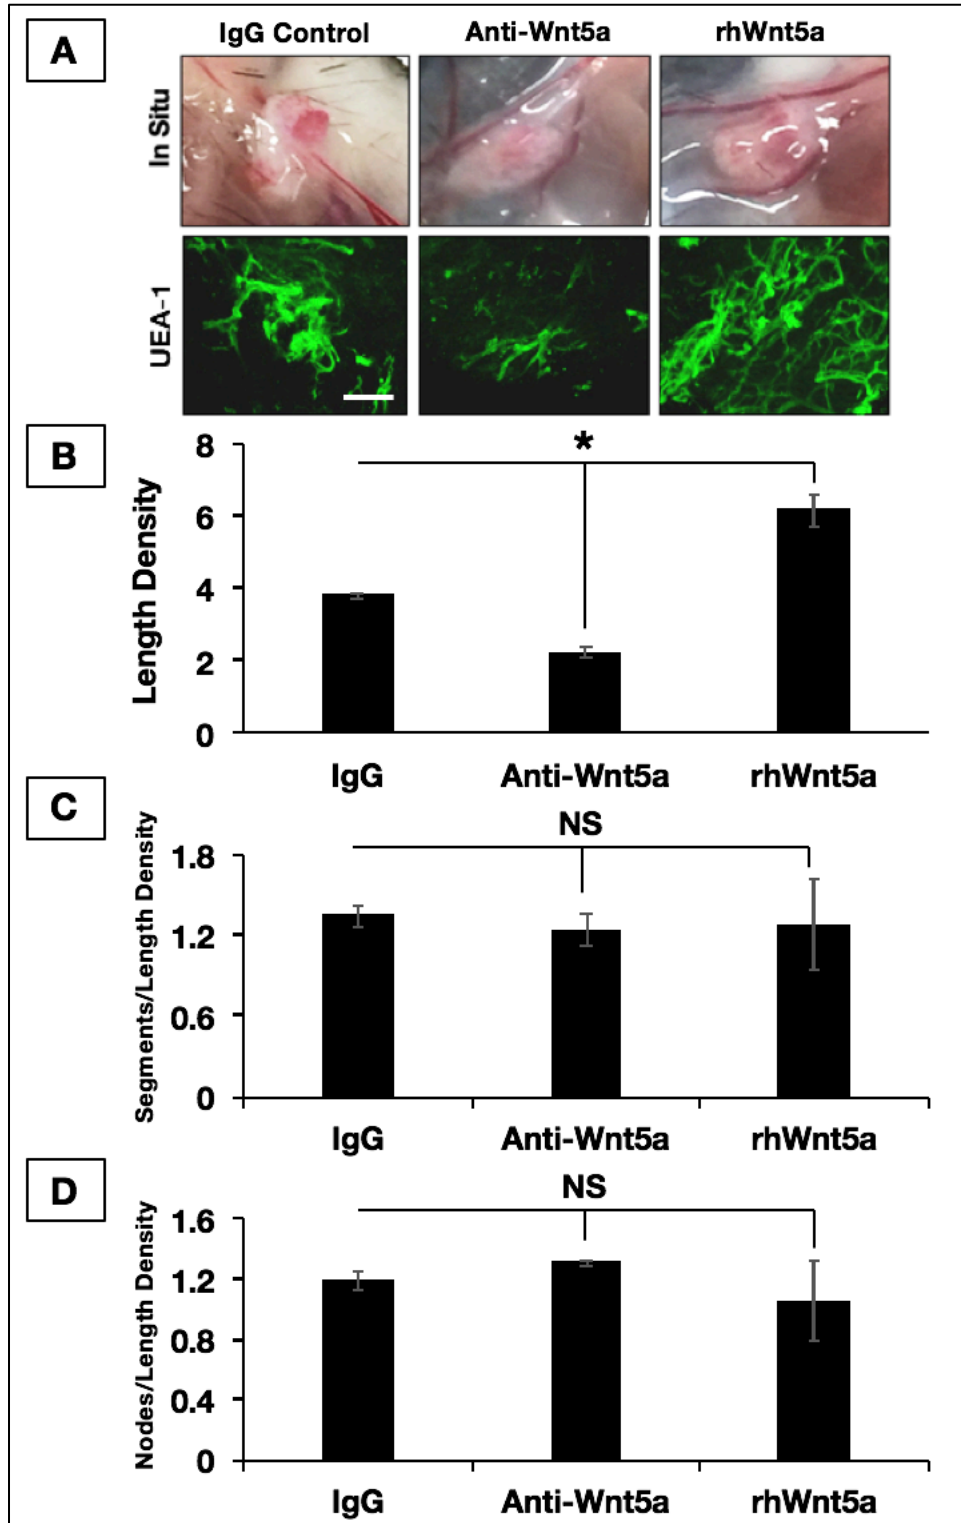 A
IgG Control Anti-Wnt5a rhWnt5a
In Situ
UEA-1
B
*
Length Density
8
6
4
2
0
IgG Anti-Wnt5a rhWnt5a
C
NS
Segments/Length Density
1.8
1.2
0.6
0
IgG Anti-Wnt5a rhWnt5a
D
NS
Nodes/Length Density
1.6
1.2
0.8
0.4
0
IgG Anti-Wnt5a rhWnt5a